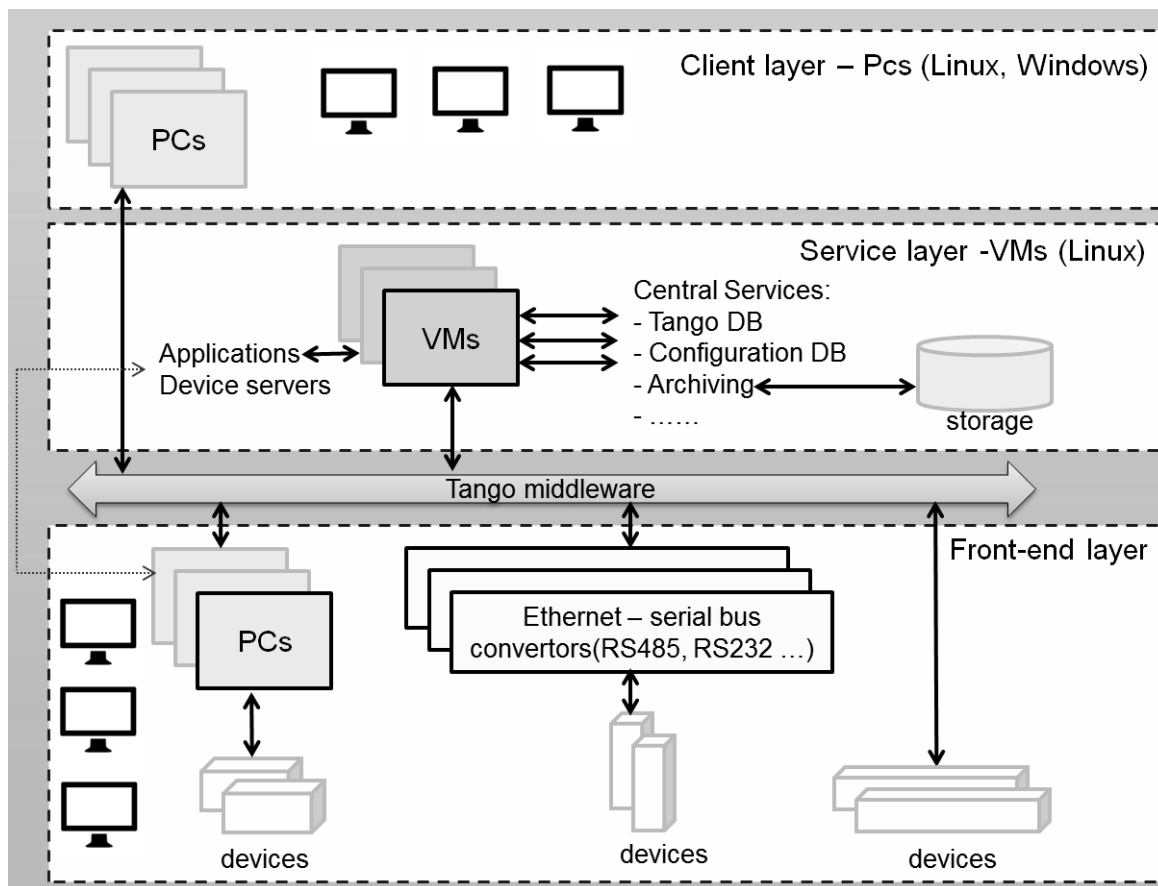 Client layer – Pcs (Linux, Windows)
PCs
Service layer -VMs (Linux)
VMs
Central Services:
- Tango DB
- Configuration DB
- Archiving
- ......
Applications
Device servers
storage
Tango middleware
Front-end layer
PCs
Ethernet – serial bus
convertors(RS485, RS232 ...)
devices
devices
devices